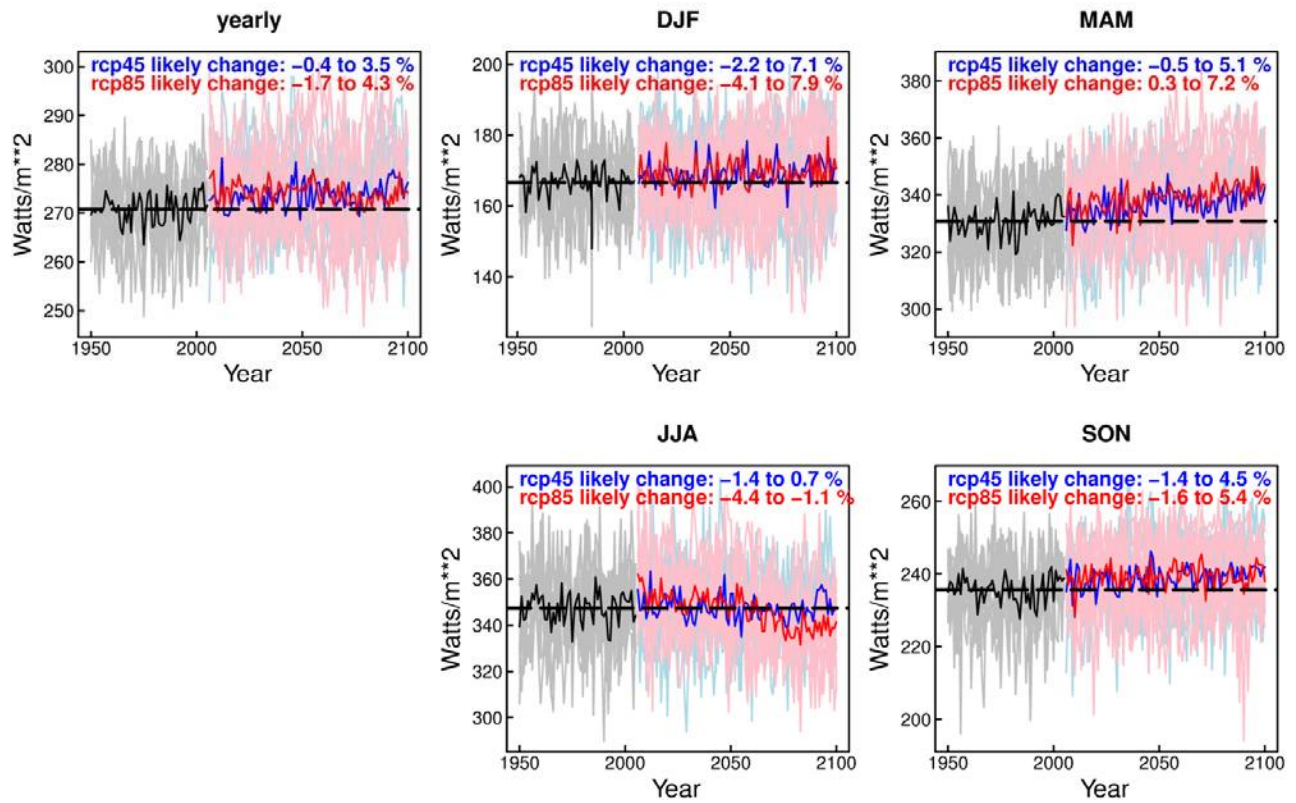 yearly
rcp45 likely change: −0.4 to 3.5 %
rcp85 likely change: −1.7 to 4.3 %
Watts/m**2
300
290
280
270
260
250
1950
2000
2050
2100
Year
DJF
rcp45 likely change: −2.2 to 7.1 %
rcp85 likely change: −4.1 to 7.9 %
Watts/m**2
200
180
160
140
1950
2000
2050
2100
Year
MAM
rcp45 likely change: −0.5 to 5.1 %
rcp85 likely change: 0.3 to 7.2 %
Watts/m**2
380
360
340
320
300
1950
2000
2050
2100
Year
JJA
rcp45 likely change: −1.4 to 0.7 %
rcp85 likely change: −4.4 to −1.1 %
Watts/m**2
400
380
360
340
320
300
1950
2000
2050
2100
Year
SON
rcp45 likely change: −1.4 to 4.5 %
rcp85 likely change: −1.6 to 5.4 %
Watts/m**2
260
240
220
200
1950
2000
2050
2100
Year